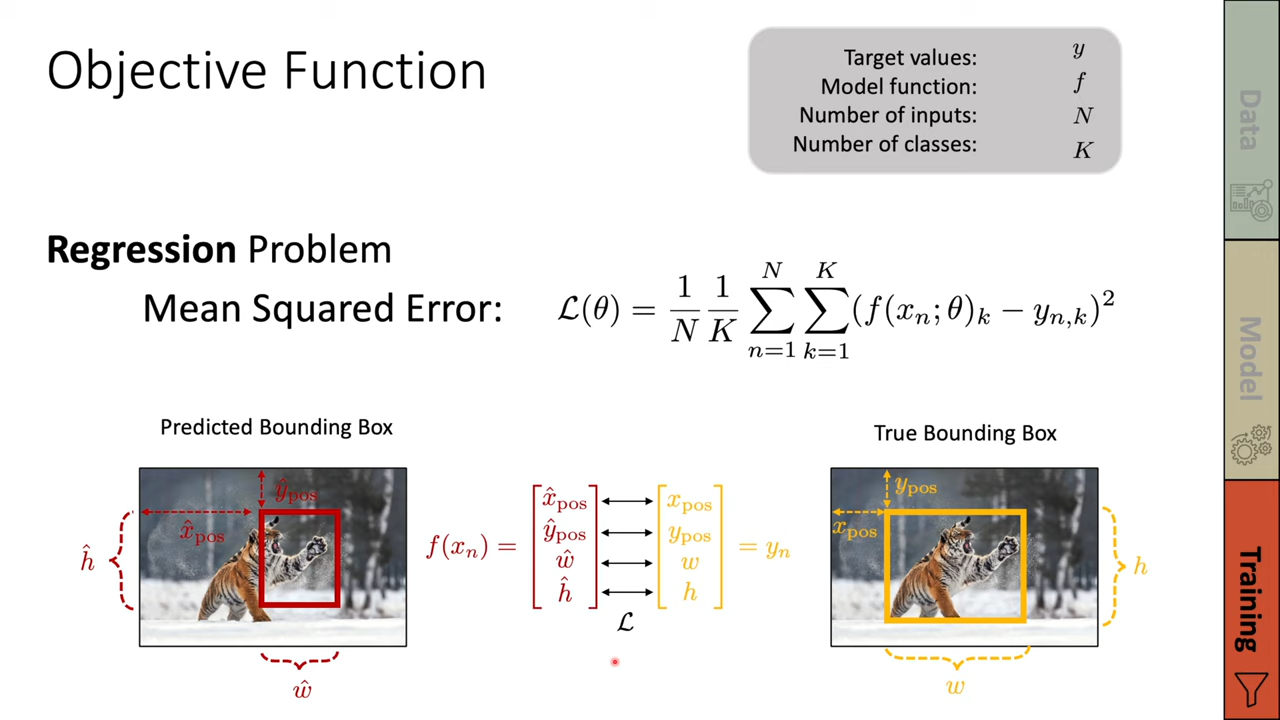 Objective Function
Target values: y
Model function: f
Number of inputs: N
Number of classes: K
Regression Problem
Mean Squared Error: ℒ(θ) = 1/N 1/K ∑_{n=1}^{N} ∑_{k=1}^{K} (f(x_n; θ)_k − y_{n,k})²
Predicted Bounding Box
True Bounding Box
ŷ_pos
x̂_pos
ĥ
ŵ
f(x_n) = [x̂_pos ŷ_pos ŵ ĥ] ↔ [x_pos y_pos w h] = y_n
ℒ
y_pos
x_pos
h
w
Data
Model
Training